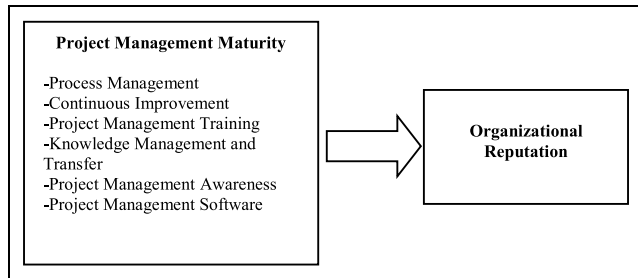 Project Management Maturity
-Process Management
-Continuous Improvement
-Project Management Training
-Knowledge Management and
Transfer
-Project Management Awareness
-Project Management Software
Organizational
Reputation